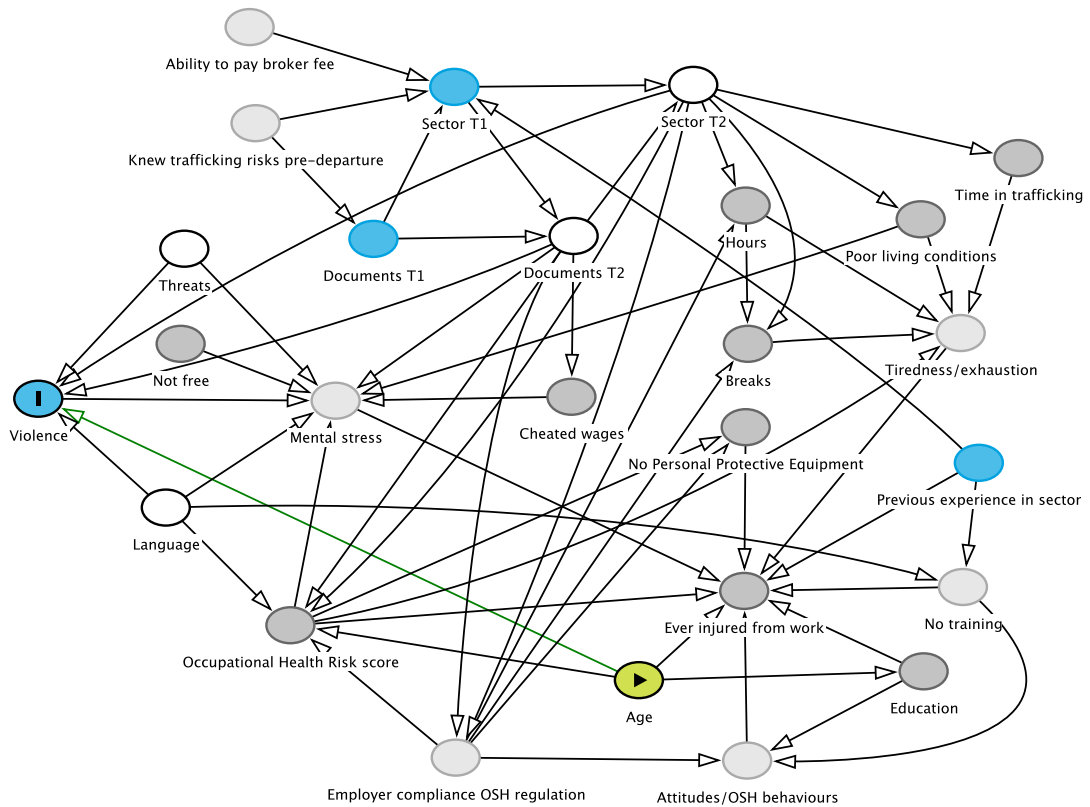 Ability to pay broker fee
Sector T1
Sector T2
Knew trafficking risks pre-departure
Time in trafficking
Hours
Poor living conditions
Documents T1
Documents T2
Threats
Not free
Breaks
Tiredness/exhaustion
Violence
Mental stress
Cheated wages
No Personal Protective Equipment
Previous experience in sector
Language
Ever injured from work
No training
Occupational Health Risk score
Age
Education
Employer compliance OSH regulation
Attitudes/OSH behaviours